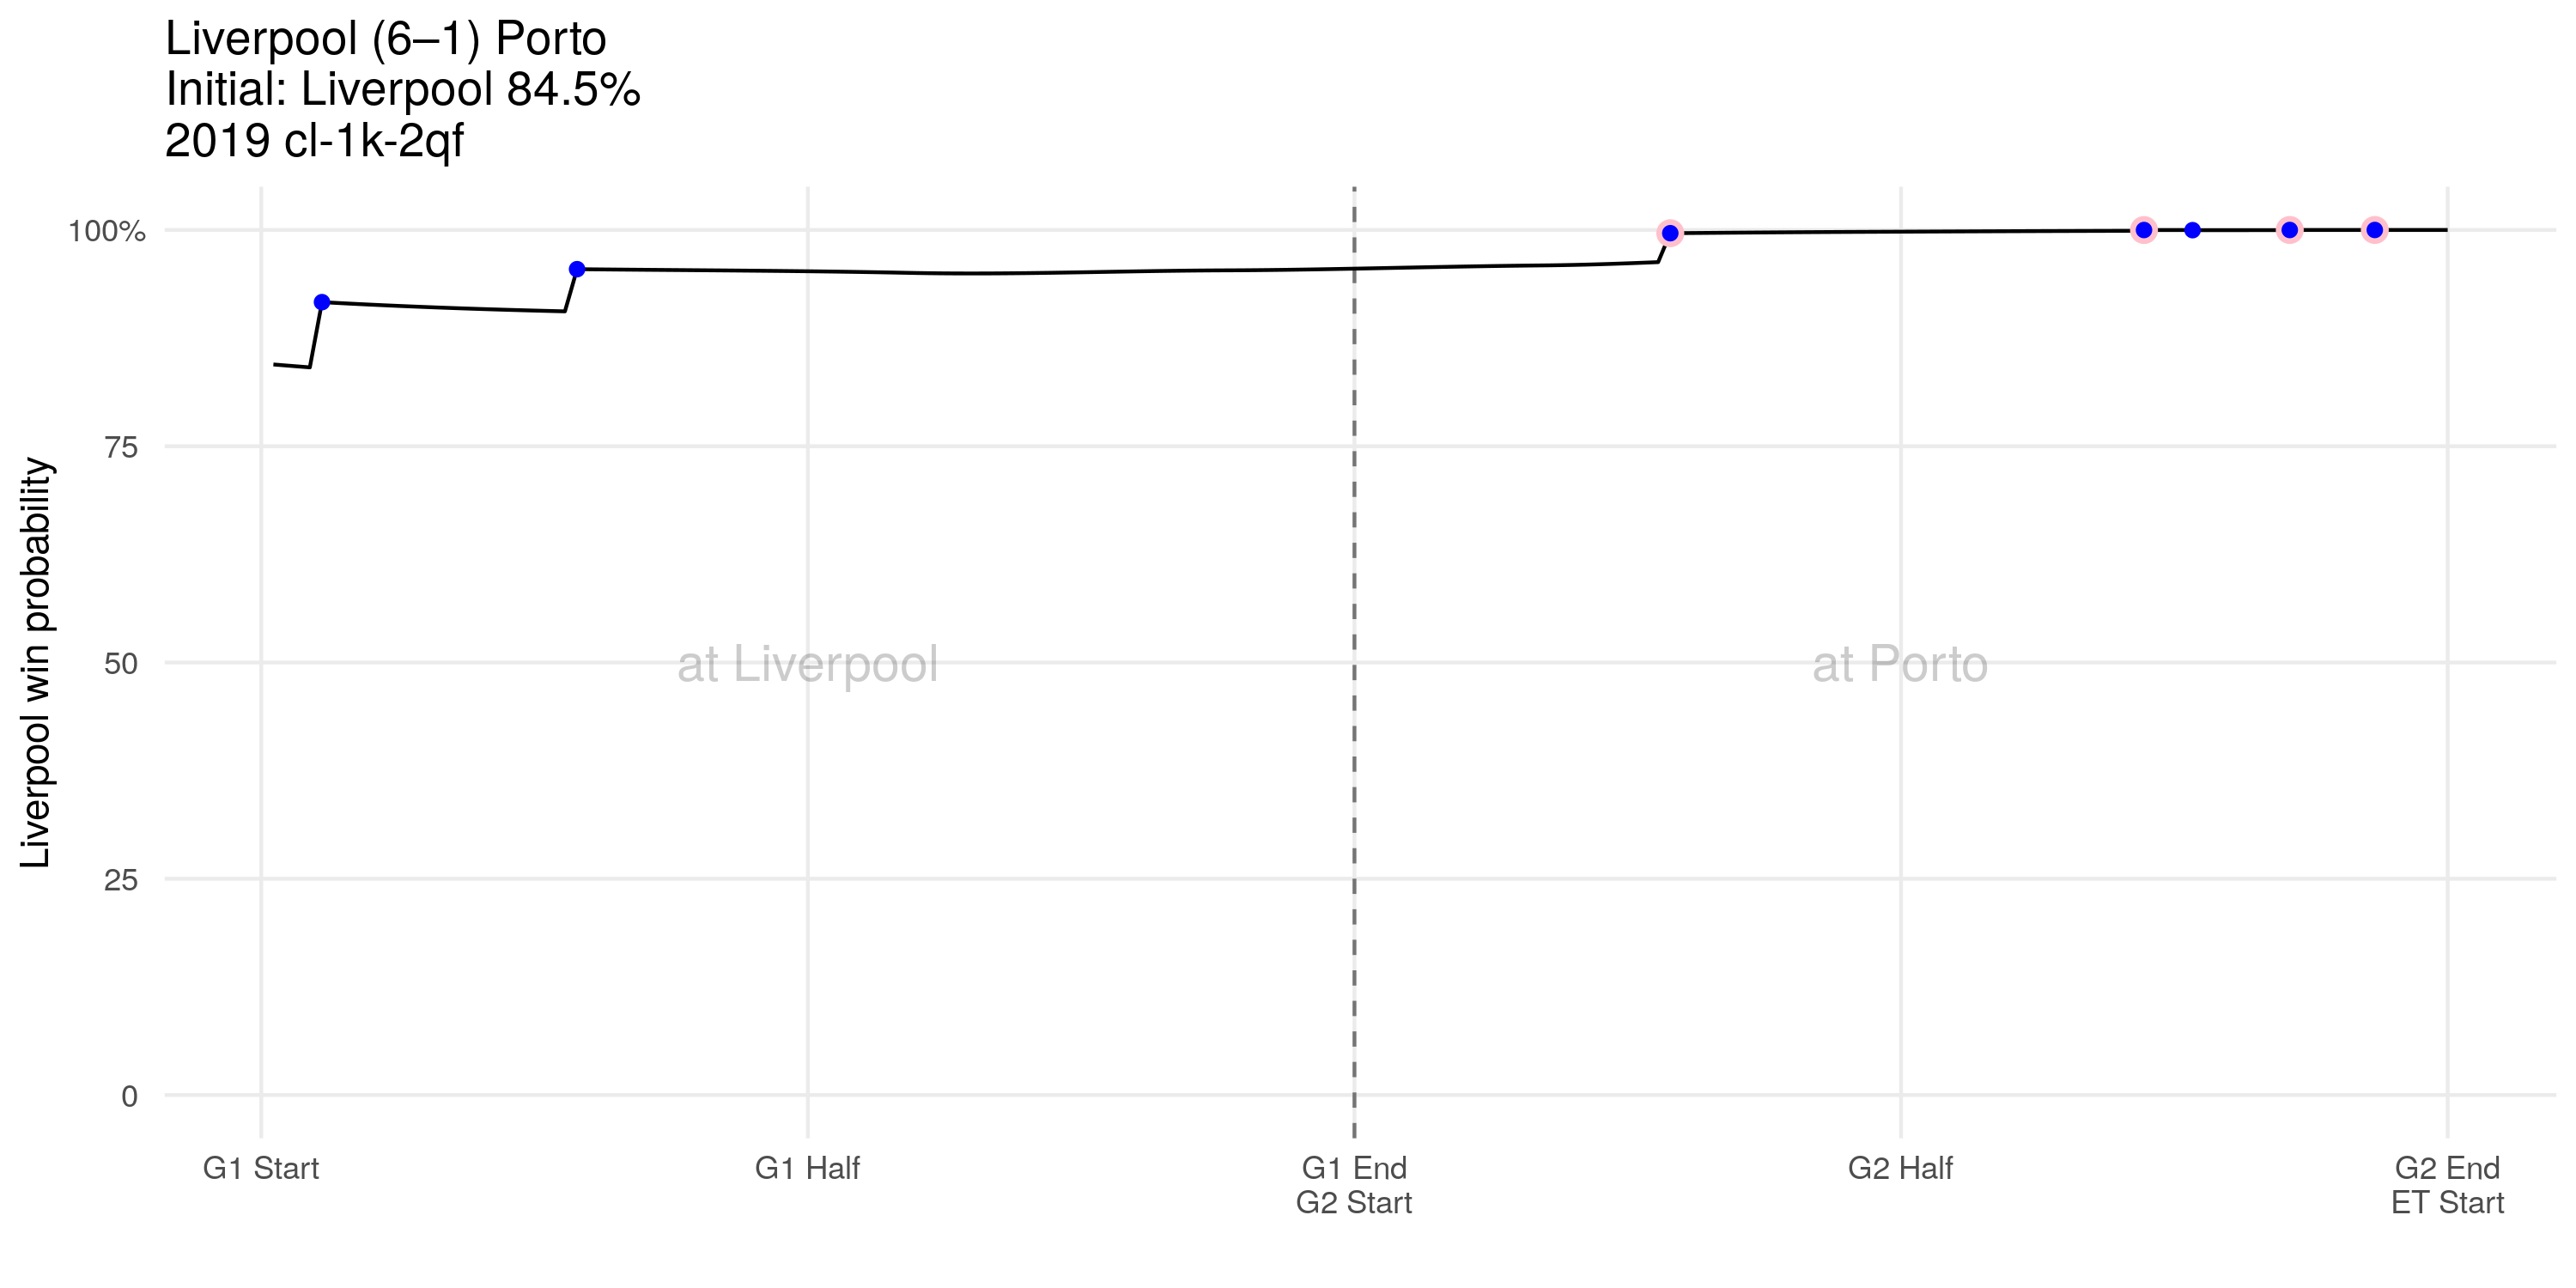 Liverpool (6–1) Porto
Initial: Liverpool 84.5%
2019 cl-1k-2qf
Liverpool win probability
100%
75
50
25
0
at Liverpool
at Porto
G1 Start
G1 Half
G1 End
G2 Start
G2 Half
G2 End
ET Start